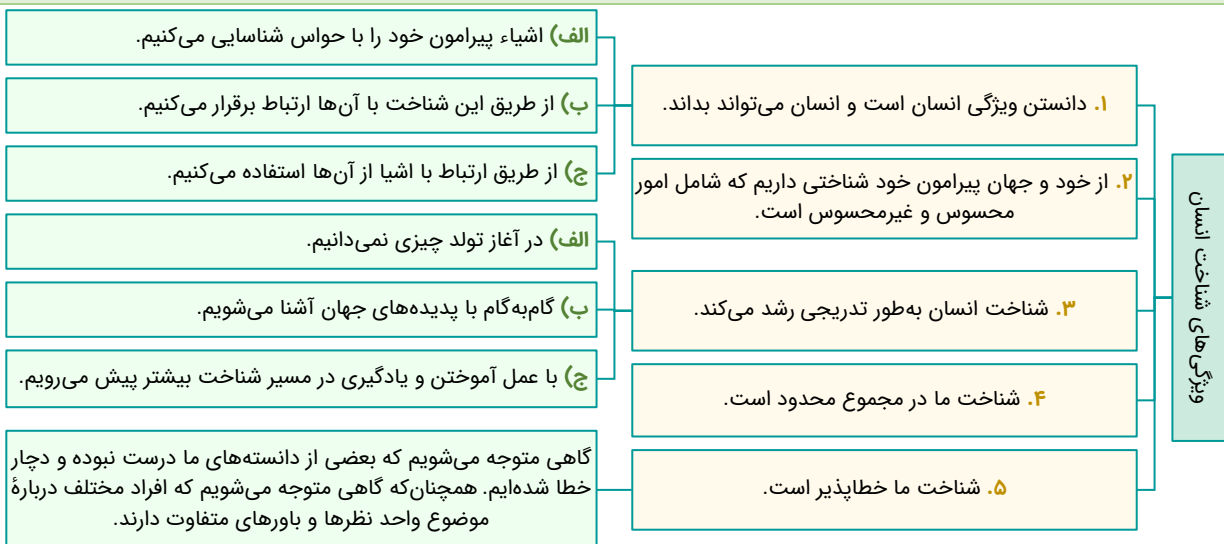 ویژگی‌های شناخت انسان
۱. دانستن ویژگی انسان است و انسان می‌تواند بداند.
الف) اشیاء پیرامون خود را با حواس شناسایی می‌کنیم.
ب) از طریق این شناخت با آن‌ها ارتباط برقرار می‌کنیم.
ج) از طریق ارتباط با اشیا از آن‌ها استفاده می‌کنیم.
۲. از خود و جهان پیرامون خود شناختی داریم که شامل امور
محسوس و غیرمحسوس است.
۳. شناخت انسان به‌طور تدریجی رشد می‌کند.
الف) در آغاز تولد چیزی نمی‌دانیم.
ب) گام‌به‌گام با پدیده‌های جهان آشنا می‌شویم.
ج) با عمل آموختن و یادگیری در مسیر شناخت بیشتر پیش می‌رویم.
۴. شناخت ما در مجموع محدود است.
۵. شناخت ما خطاپذیر است.
گاهی متوجه می‌شویم که بعضی از دانسته‌های ما درست نبوده و دچار
خطا شده‌ایم. همچنان‌که گاهی متوجه می‌شویم که افراد مختلف دربارهٔ
موضوع واحد نظرها و باورهای متفاوت دارند.